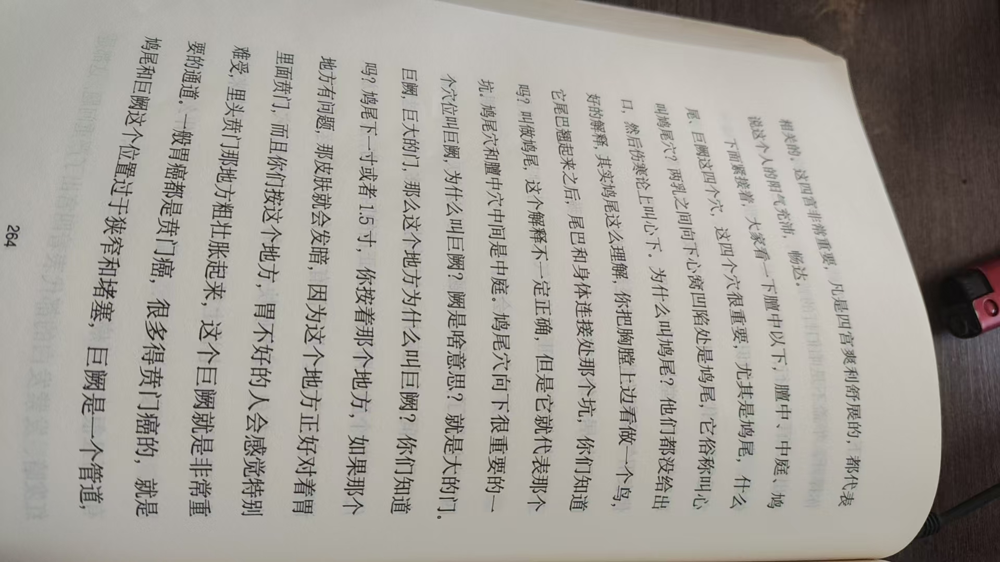 相关的，这四宫非常重要，凡是四宫爽利舒展的，都代表
说这个人的阳气充沛，畅达。
下面紧接着，大家看一下膻中以下，膻中、中庭、鸠
尾、巨阙这四个穴，这四个穴很重要，尤其是鸠尾，什么
叫鸠尾穴？两乳之间向下心窝凹陷处是鸠尾，它俗称叫心
口，然后伤寒论上叫心下。为什么叫鸠尾？他们都没给出
好的解释，其实鸠尾这么理解，你把胸膛上边看做一个鸟，
它尾巴翘起来之后，尾巴和身体连接处那个坑，你们知道
吗？叫做鸠尾，这个解释不一定正确，但是它就代表那个
坑。鸠尾穴和膻中穴中间是中庭。鸠尾穴向下很重要的一
个穴位叫巨阙，为什么叫巨阙？阙是啥意思？就是大的门。
巨阙，巨大的门，那么这个地方为什么叫巨阙？你们知道
吗？鸠尾下一寸或者1.5寸，你按着那个地方，如果那个
地方有问题，那皮肤就会发暗，因为这个地方正好对着胃
里面贲门，而且你们按这个地方，胃不好的人会感觉特别
难受，里头贲门那地方粗壮胀起来，这个巨阙就是非常重
要的通道。一般胃癌都是贲门癌，很多得贲门癌的，就是
鸠尾和巨阙这个位置过于狭窄和堵塞，巨阙是一个管道，
264